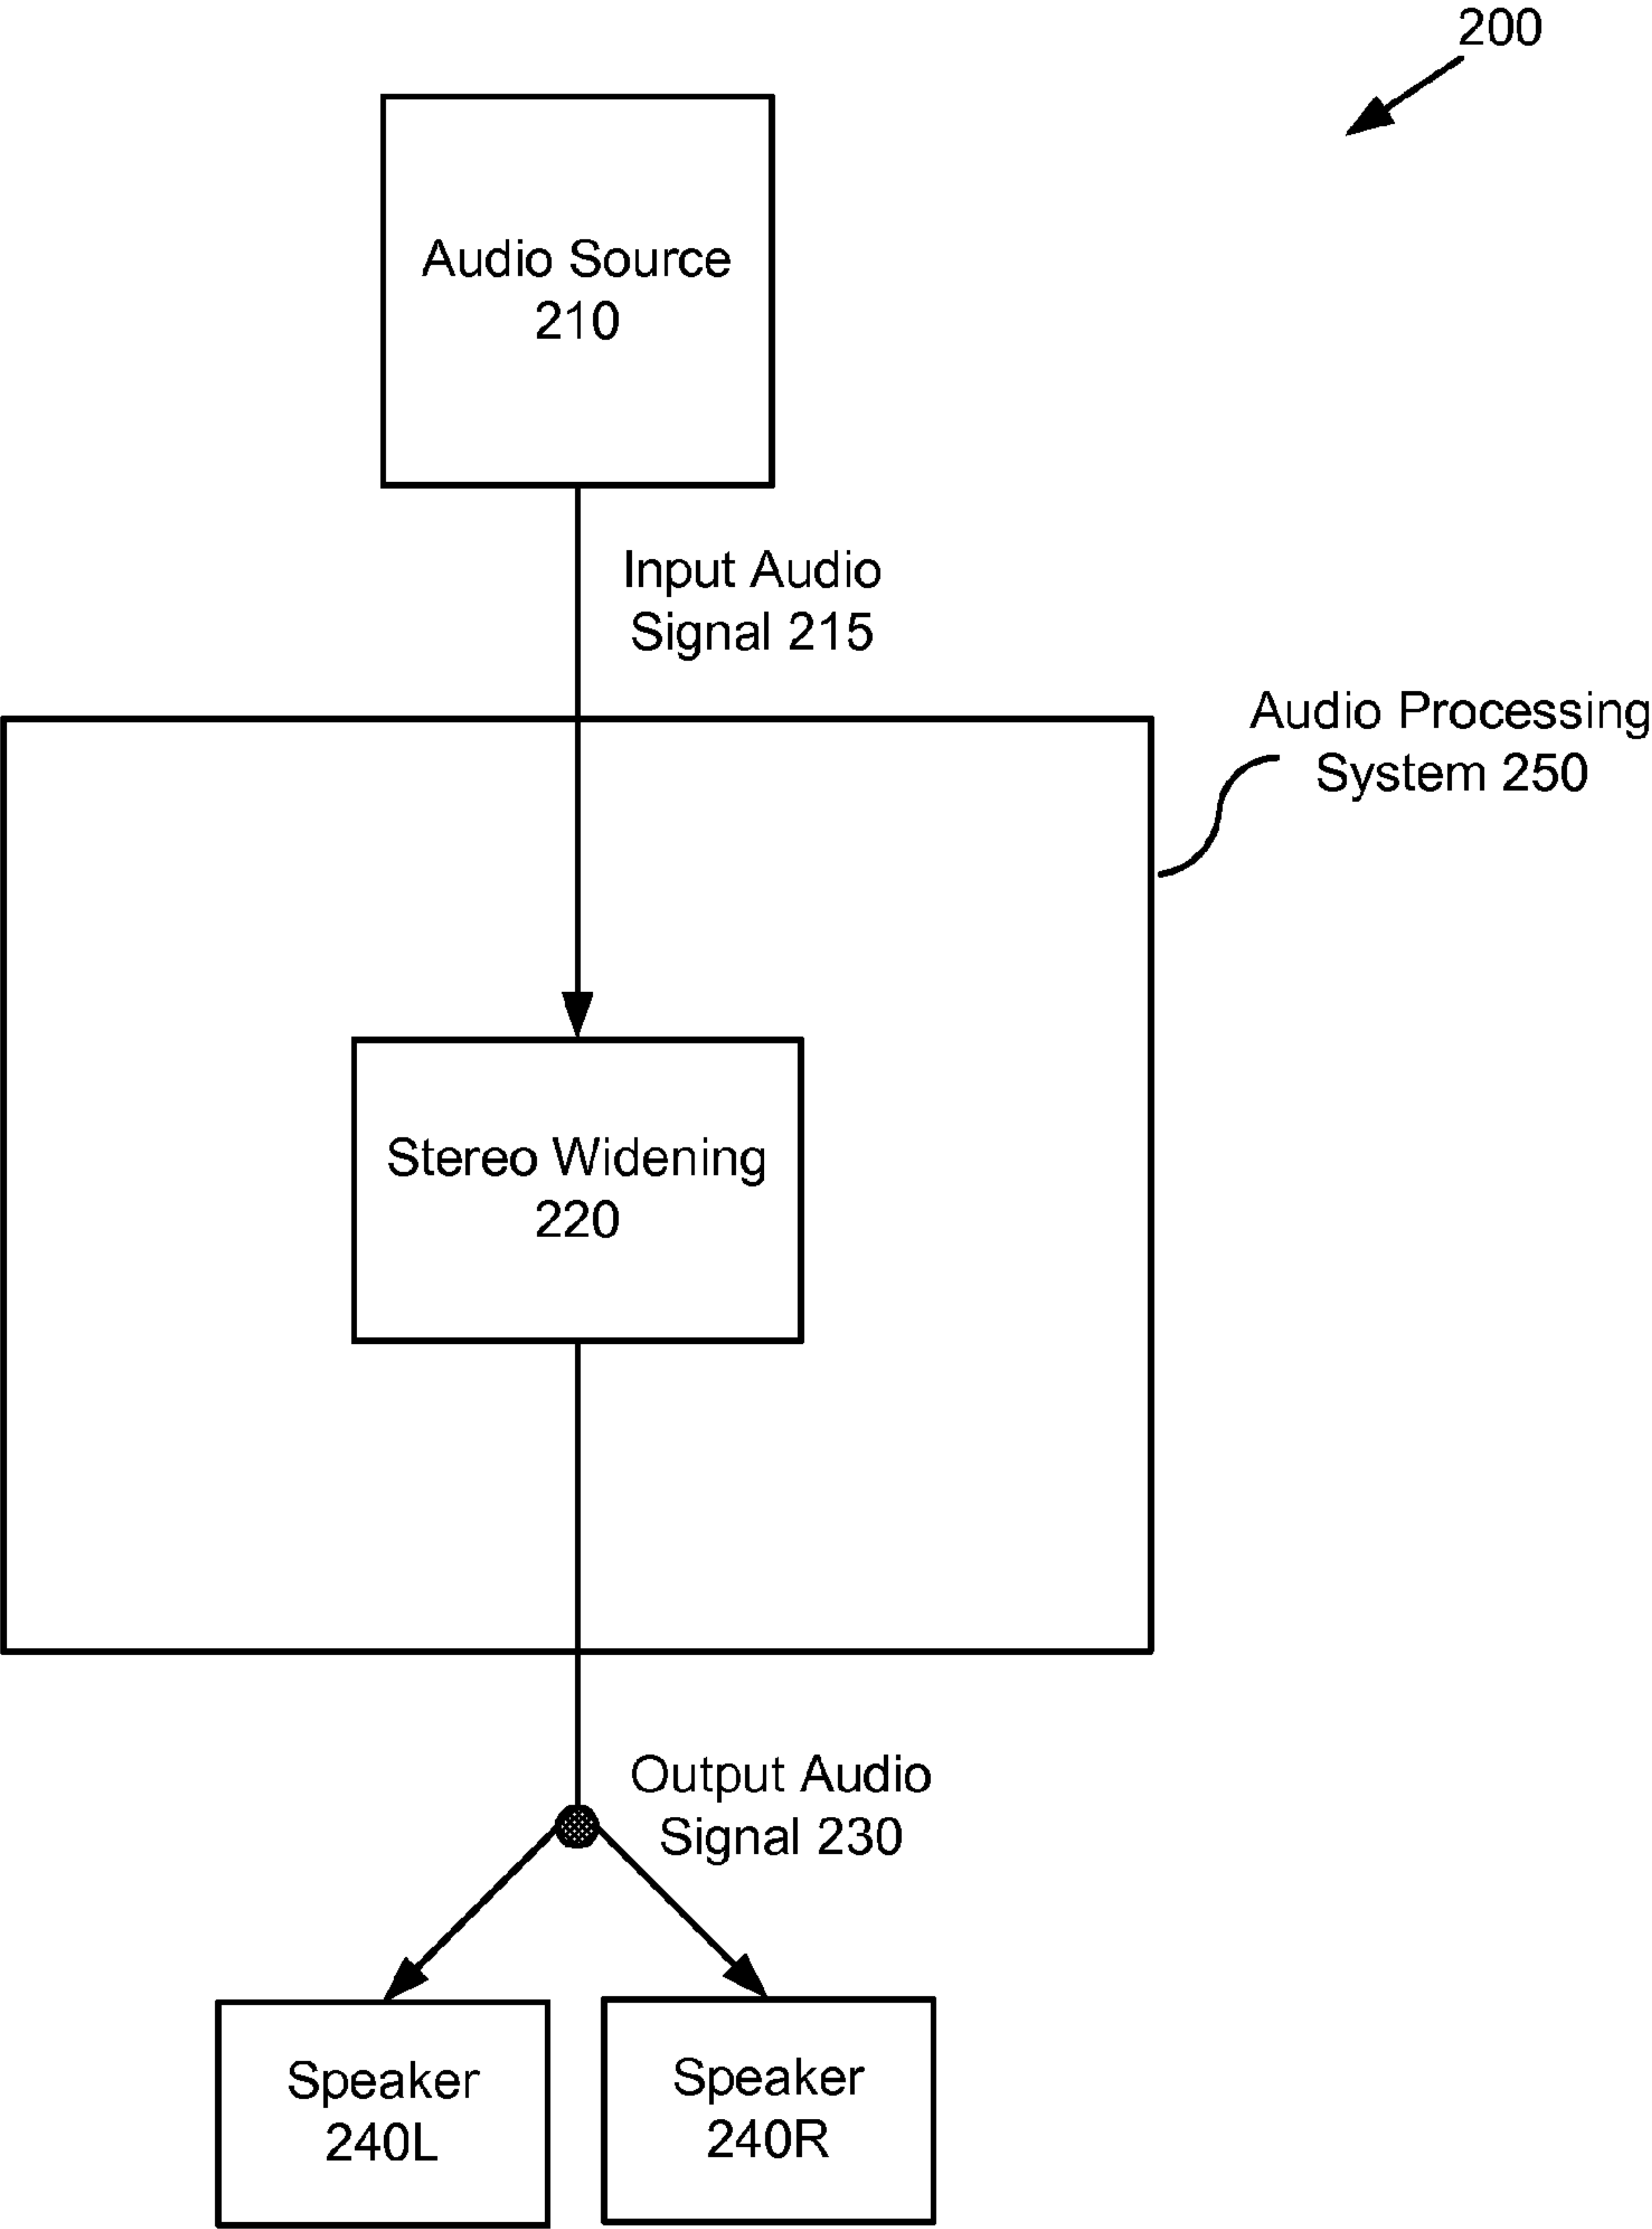 200
Audio Source
210
Input Audio
Signal 215
Audio Processing
System 250
Stereo Widening
220
Output Audio
Signal 230
Speaker
240L
Speaker
240R